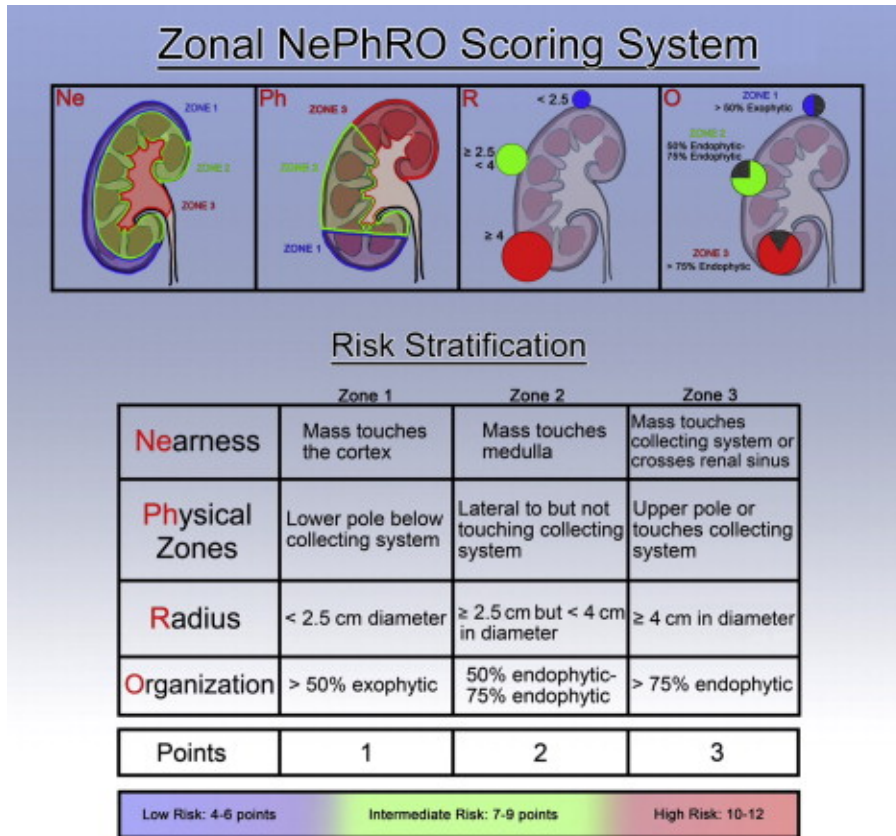 Zonal NePhRO Scoring System
Ne
ZONE 1
ZONE 2
ZONE 3
Ph
ZONE 3
ZONE 2
ZONE 1
R
< 2.5
≥ 2.5
< 4
≥ 4
O
ZONE 1
> 50% Exophytic
ZONE 2
50% Endophytic-
75% Endophytic
ZONE 3
> 75% Endophytic
Risk Stratification
Zone 1 Zone 2 Zone 3
Nearness
Mass touches
the cortex
Mass touches
medulla
Mass touches
collecting system or
crosses renal sinus
Physical
Zones
Lower pole below
collecting system
Lateral to but not
touching collecting
system
Upper pole or
touches collecting
system
Radius
< 2.5 cm diameter
≥ 2.5 cm but < 4 cm
in diameter
≥ 4 cm in diameter
Organization
> 50% exophytic
50% endophytic-
75% endophytic
> 75% endophytic
Points 1 2 3
Low Risk: 4-6 points Intermediate Risk: 7-9 points High Risk: 10-12